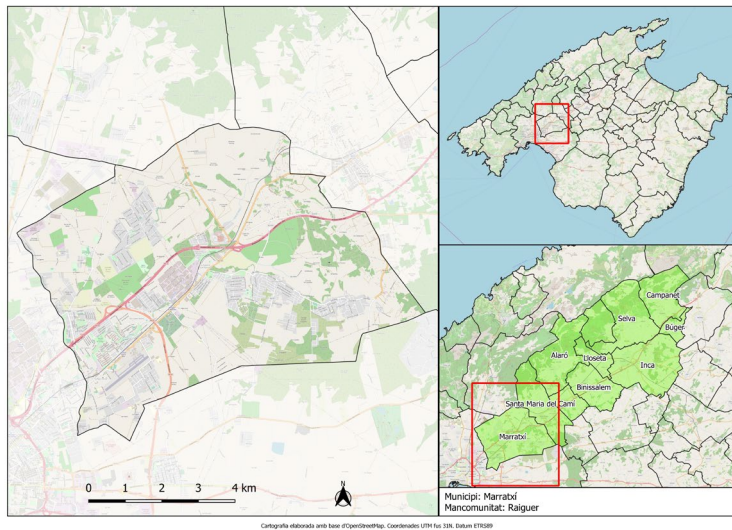 Campanet
Selva
Búger
Alaró
Lloseta
Inca
Binissalem
Santa Maria del Camí
Marratxí
0 1 2 3 4 km
N
Municipi: Marratxí
Mancomunitat: Raiguer
Cartografia elaborada amb base d'OpenStreetMap. Coordenades UTM fus 31N. Datum ETRS89